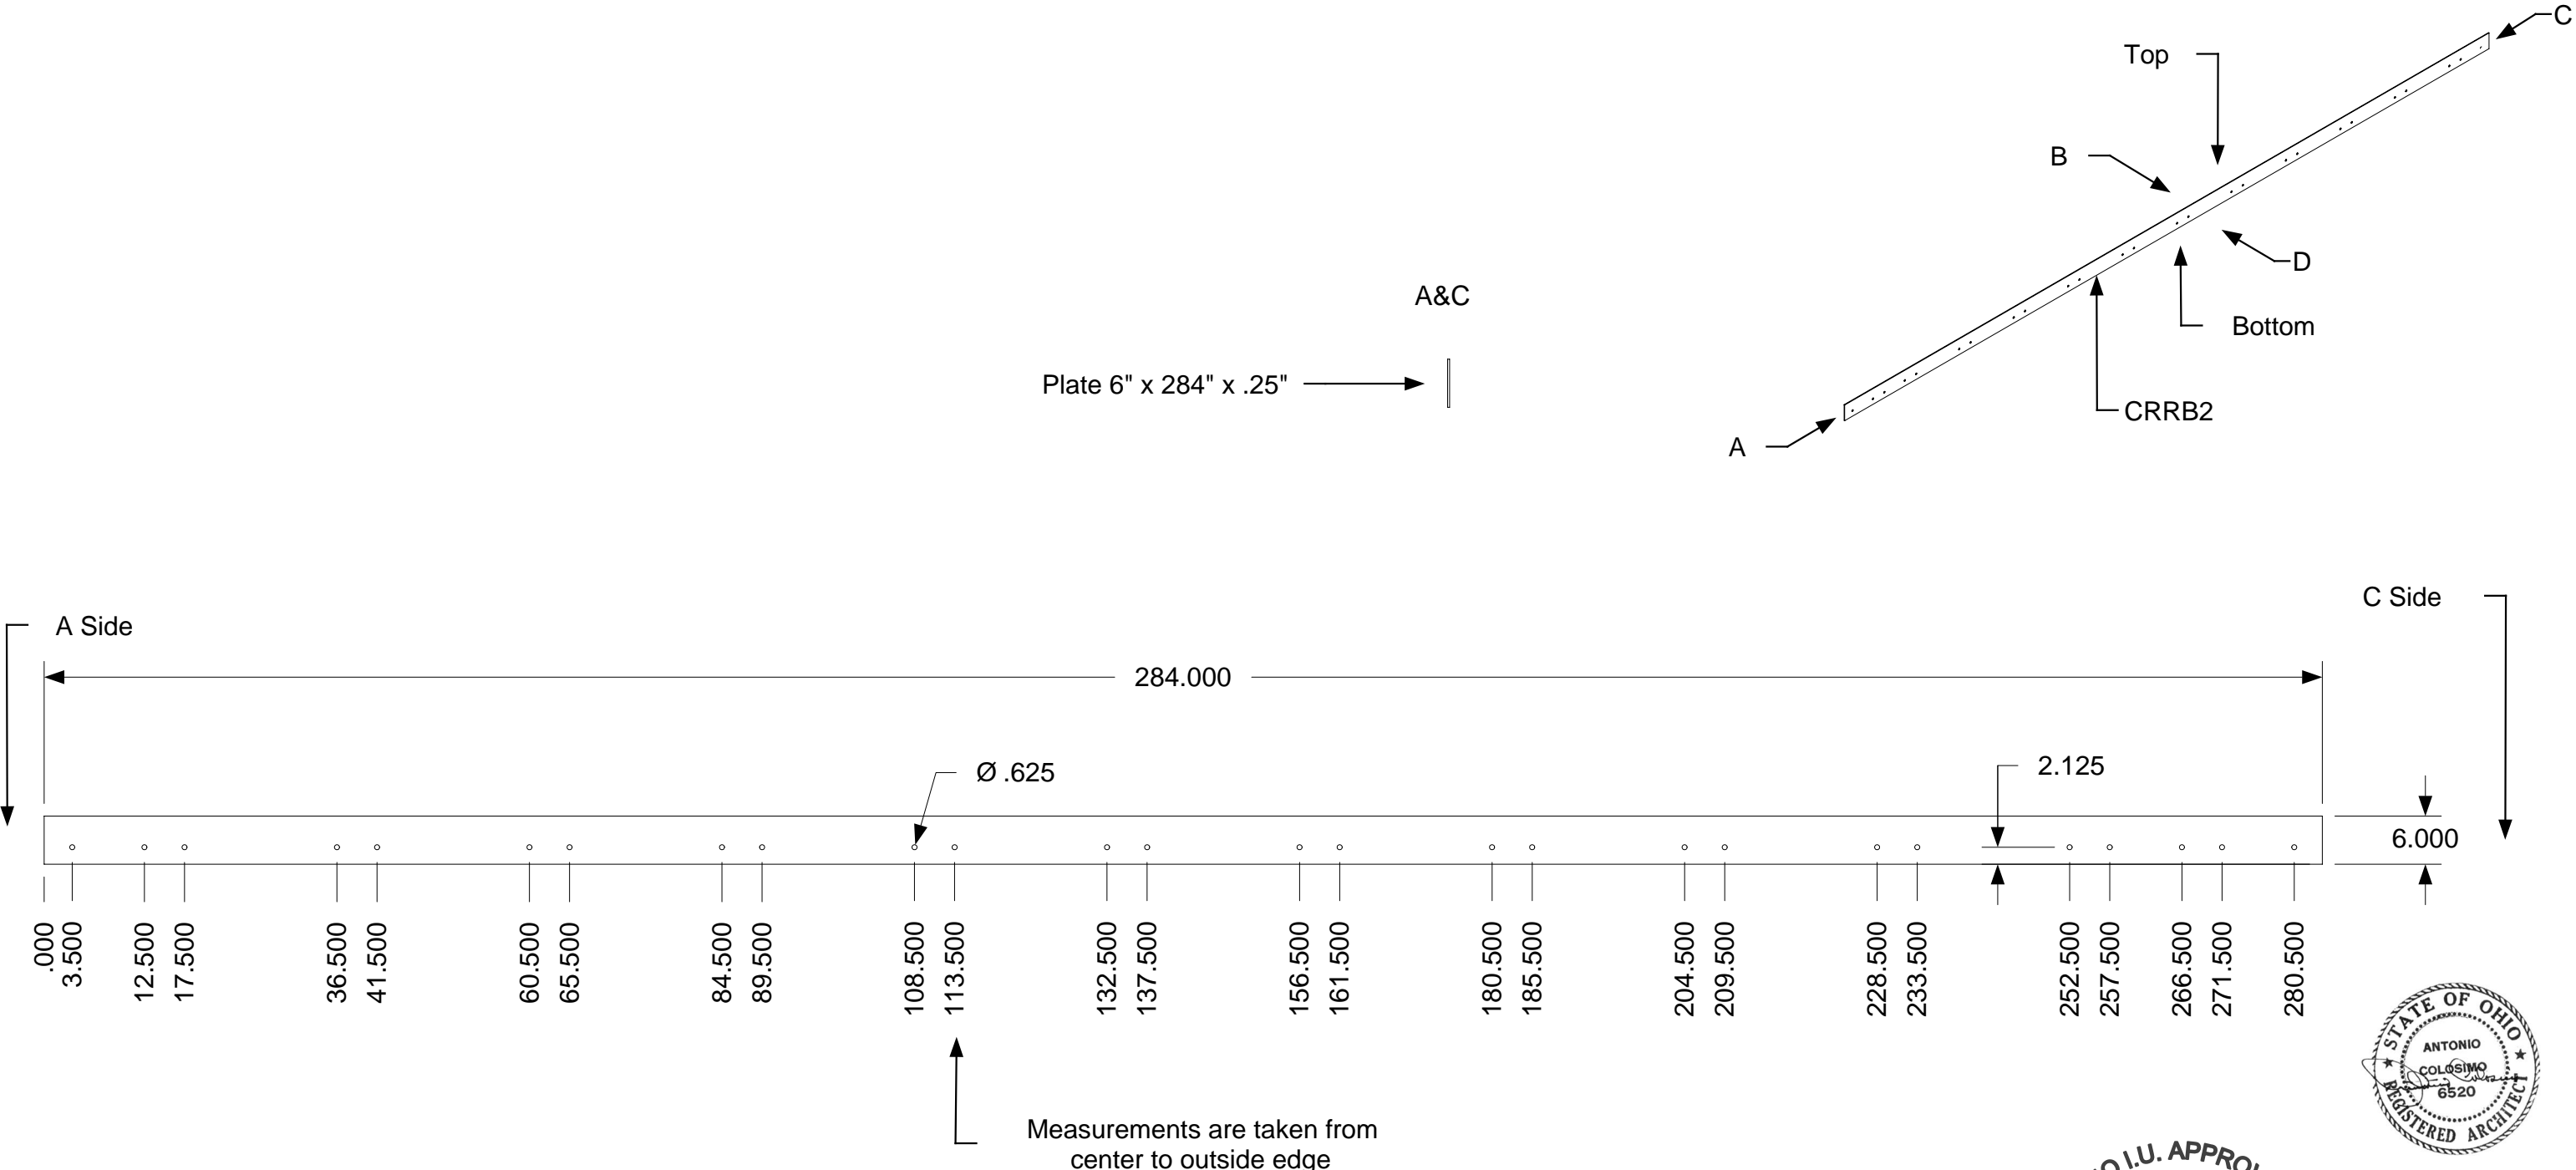 C
Top
B
D
A&C
Bottom
Plate 6" x 284" x .25"
CRRB2
A
C Side
A Side
284.000
Ø .625
2.125
6.000
.000
3.500
12.500
17.500
36.500
41.500
60.500
65.500
84.500
89.500
108.500
113.500
132.500
137.500
156.500
161.500
180.500
185.500
204.500
209.500
228.500
233.500
252.500
257.500
266.500
271.500
280.500
STATE OF OHIO
ANTONIO
COLOSIMO
6520
REGISTERED ARCHITECT
Measurements are taken from
center to outside edge
I.U.